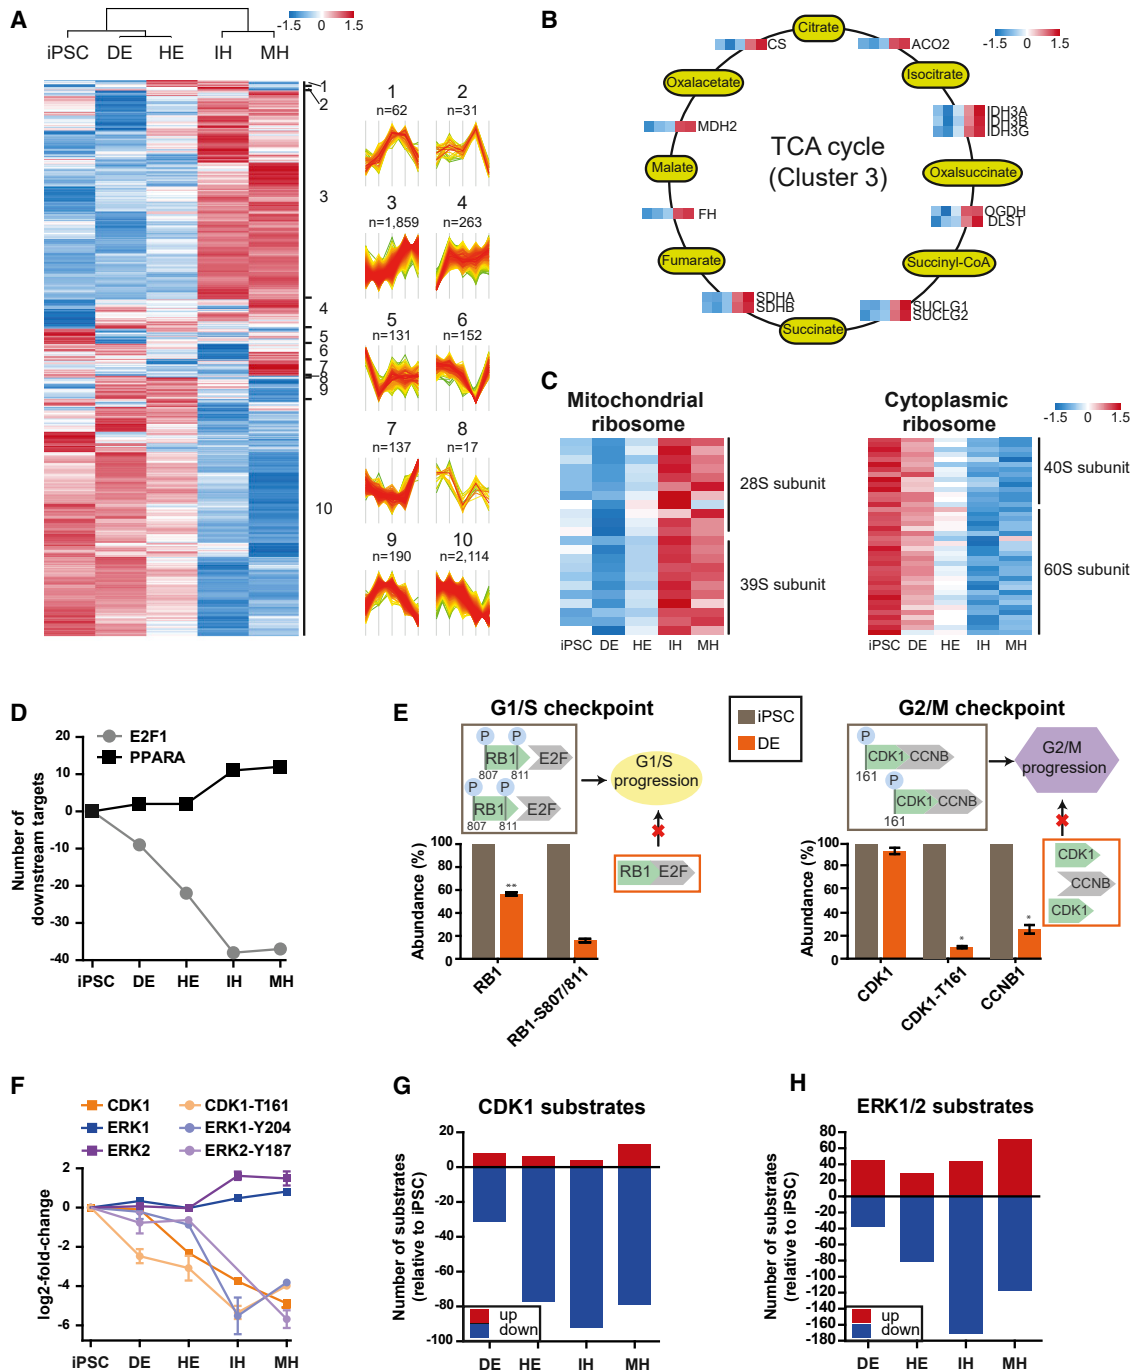 A
-1.5 0 1.5
iPSC DE HE IH MH
1
2
3
4
5
6
7
8
9
10
1
n=62
2
n=31
3
n=1,859
4
n=263
5
n=131
6
n=152
7
n=137
8
n=17
9
n=190
10
n=2,114
B
-1.5 0 1.5
Citrate
CS
ACO2
Oxalacetate
Isocitrate
IDH3A
IDH3B
IDH3G
MDH2
TCA cycle
(Cluster 3)
Malate
Oxalsuccinate
FH
OGDH
DLST
Fumarate
Succinyl-CoA
SDHA
SDHB
SUCLG1
SUCLG2
Succinate
C
Mitochondrial
ribosome
28S subunit
39S subunit
iPSC DE HE IH MH
Cytoplasmic
ribosome
-1.5 0 1.5
40S subunit
60S subunit
iPSC DE HE IH MH
D
Number of
downstream targets
E2F1
PPARA
20
10
0
-10
-20
-30
-40
iPSC DE HE IH MH
E
G1/S checkpoint
iPSC
DE
G2/M checkpoint
P P
RB1 E2F
807 811
P P
RB1 E2F
807 811
G1/S
progression
RB1 E2F
Abundance (%)
100
80
60
40
20
0
**
RB1
RB1-S807/811
P
CDK1 CCNB
161
P
CDK1 CCNB
161
G2/M
progression
CDK1
CCNB
CDK1
Abundance (%)
100
80
60
40
20
0
*
*
CDK1
CDK1-T161
CCNB1
F
CDK1 CDK1-T161
ERK1 ERK1-Y204
ERK2 ERK2-Y187
log2-fold-change
2
0
-2
-4
-6
iPSC DE HE IH MH
G
CDK1 substrates
Number of substrates
(relative to iPSC)
20
0
-20
-40
-60
-80
-100
up
down
DE HE IH MH
H
ERK1/2 substrates
Number of substrates
(relative to iPSC)
80
60
40
20
0
-20
-40
-60
-80
-100
-120
-140
-160
-180
up
down
DE HE IH MH